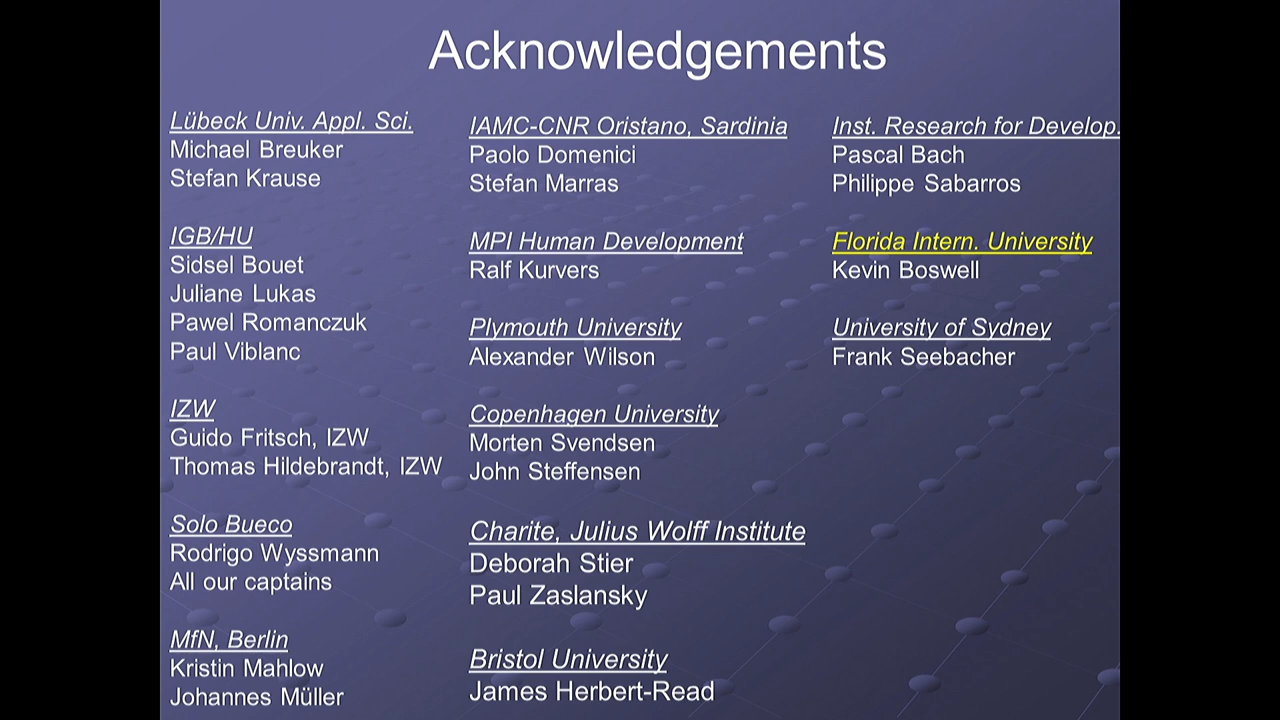 Acknowledgements
Lübeck Univ. Appl. Sci.
Michael Breuker
Stefan Krause
IGB/HU
Sidsel Bouet
Juliane Lukas
Pawel Romanczuk
Paul Viblanc
IZW
Guido Fritsch, IZW
Thomas Hildebrandt, IZW
Solo Bueco
Rodrigo Wyssmann
All our captains
MfN, Berlin
Kristin Mahlow
Johannes Müller
IAMC-CNR Oristano, Sardinia
Paolo Domenici
Stefan Marras
MPI Human Development
Ralf Kurvers
Plymouth University
Alexander Wilson
Copenhagen University
Morten Svendsen
John Steffensen
Charite, Julius Wolff Institute
Deborah Stier
Paul Zaslansky
Bristol University
James Herbert-Read
Inst. Research for Develop.
Pascal Bach
Philippe Sabarros
Florida Intern. University
Kevin Boswell
University of Sydney
Frank Seebacher